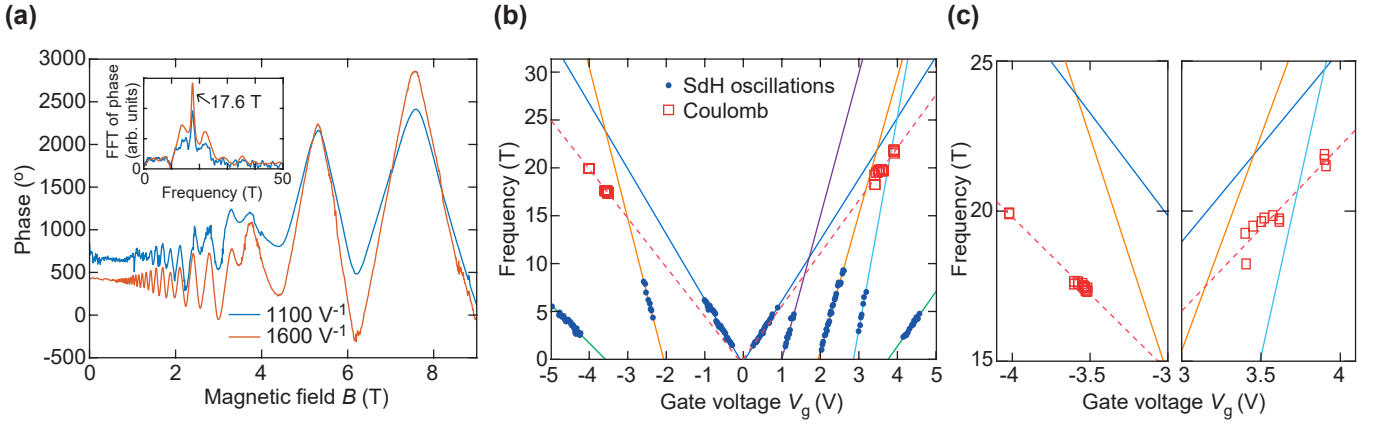 (a)
3000
2500
2000
1500
1000
500
0
-500
Phase (º)
0 2 4 6 8
Magnetic field B (T)
FFT of phase
(arb. units)
17.6 T
0 50
Frequency (T)
1100 V-1
1600 V-1
(b)
30
25
20
15
10
5
0
Frequency (T)
SdH oscillations
Coulomb
-5 -4 -3 -2 -1 0 1 2 3 4 5
Gate voltage Vg (V)
(c)
25
20
15
Frequency (T)
-4 -3.5 -3 3 3.5 4
Gate voltage Vg (V)